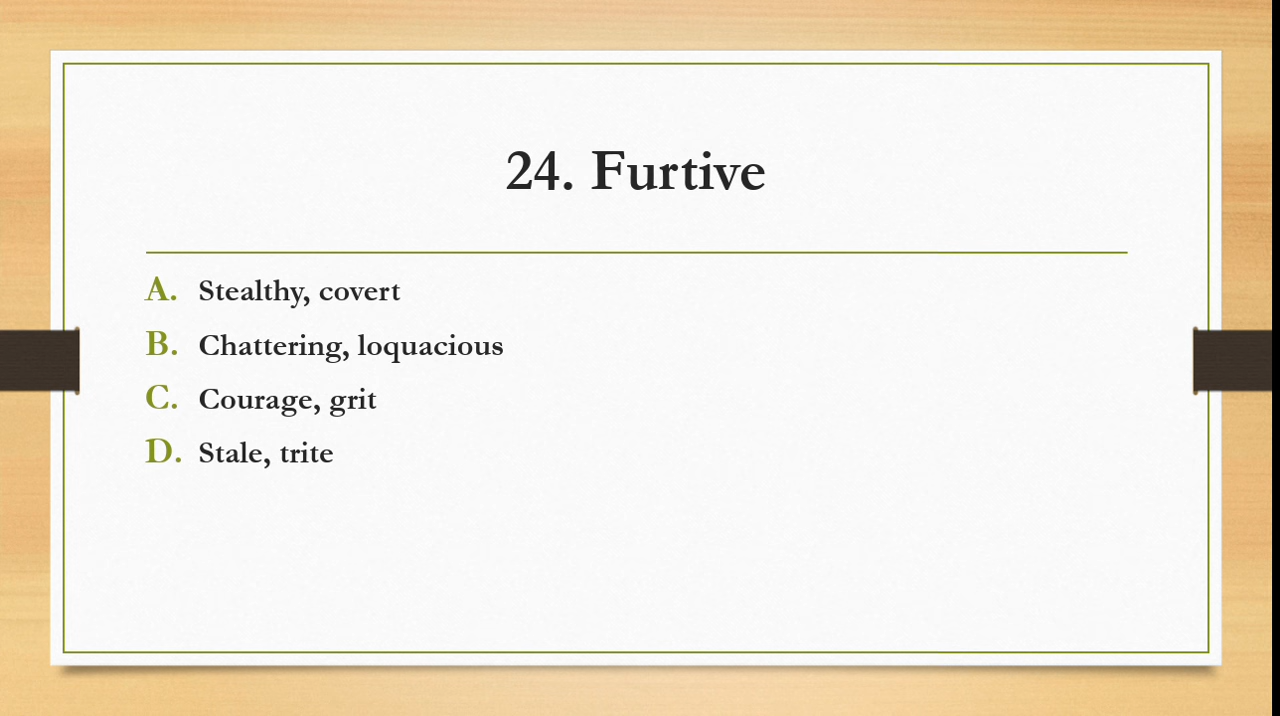 24. Furtive
A. Stealthy, covert
B. Chattering, loquacious
C. Courage, grit
D. Stale, trite